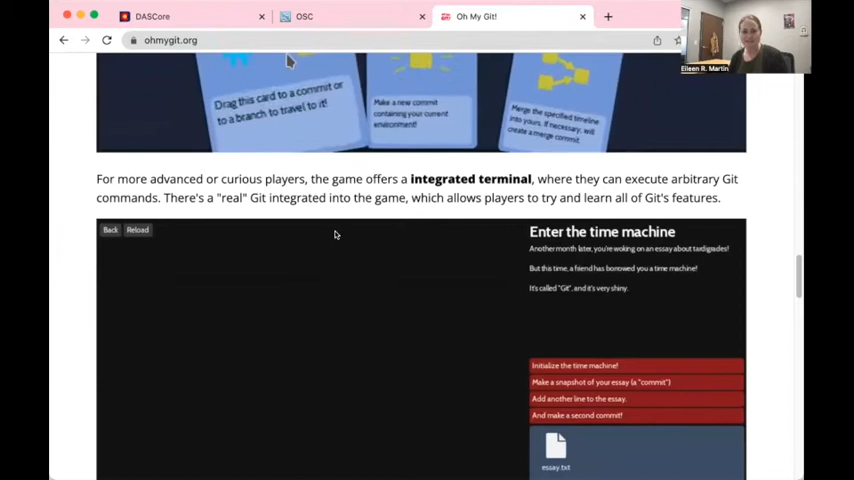 DASCore
OSC
Oh My Git!
ohmygit.org
Eileen R. Martin
Drag this card to a commit or
to a branch to travel to it!
Make a new commit
containing your current
environment!
Merge the specified timeline
into yours. If necessary, will
create a merge commit.
For more advanced or curious players, the game offers a integrated terminal, where they can execute arbitrary Git
commands. There's a "real" Git integrated into the game, which allows players to try and learn all of Git's features.
Back Reload
Enter the time machine
Another month later, you're woking on an essay about tardigrades!
But this time, a friend has borrowed you a time machine!
It's called "Git", and it's very shiny.
Initialize the time machine!
Make a snapshot of your essay (a "commit")
Add another line to the essay.
And make a second commit!
essay.txt